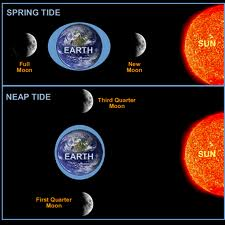 SPRING TIDE
EARTH
SUN
Full
Moon
New
Moon
NEAP TIDE
Third Quarter
Moon
EARTH
SUN
First Quarter
Moon